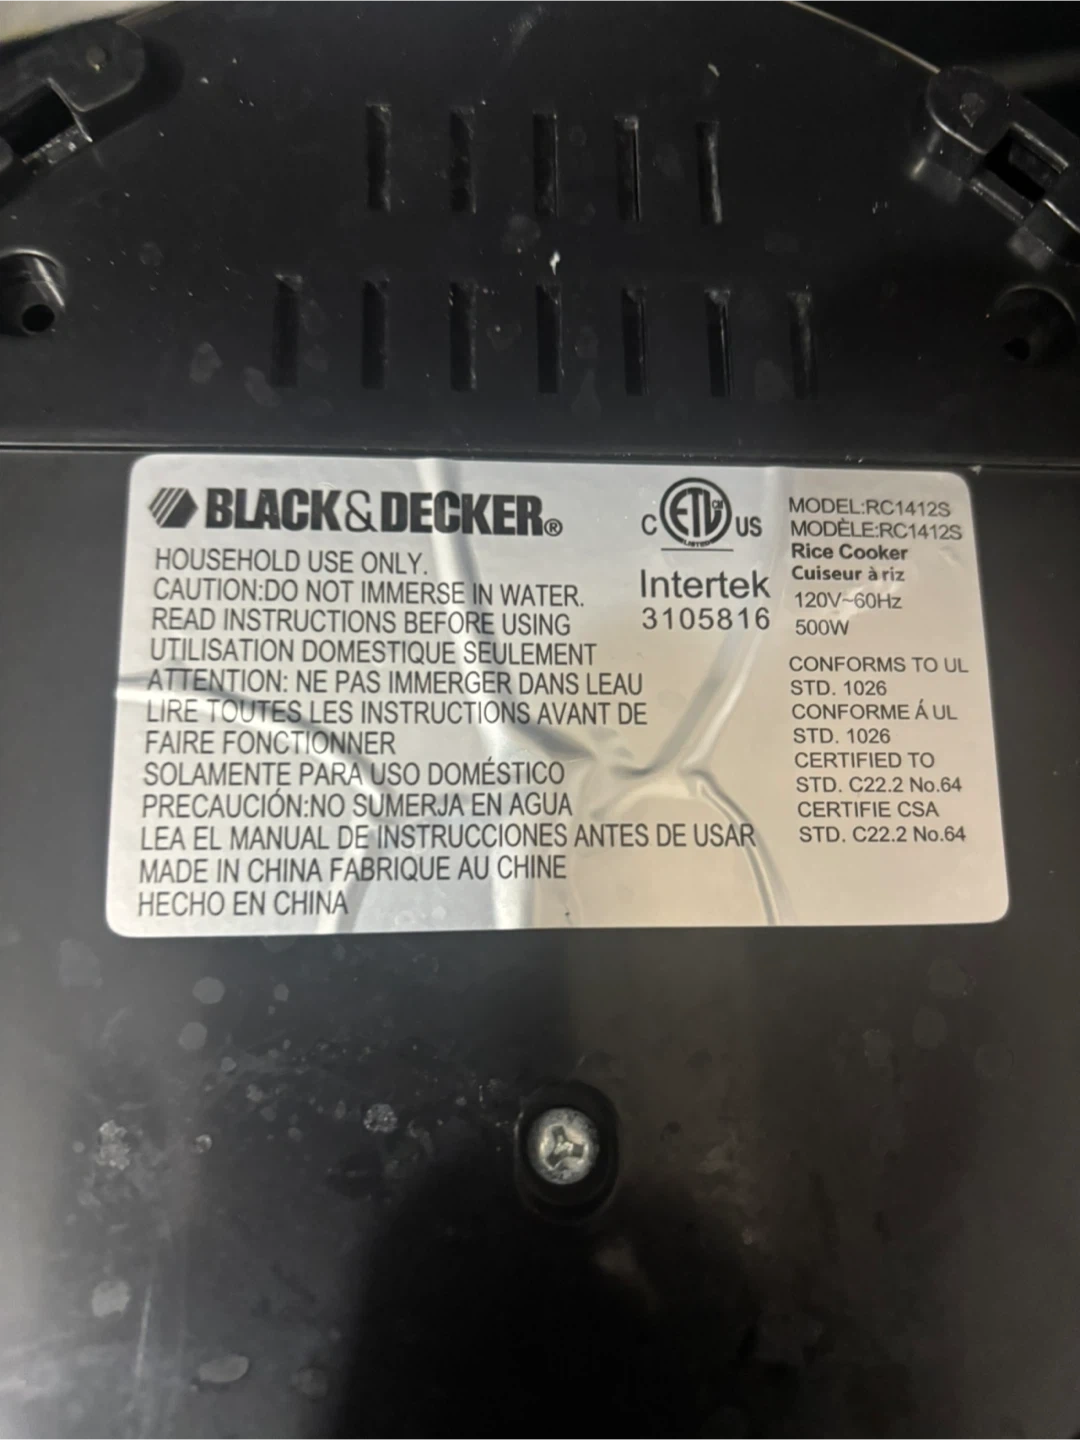 BLACK&DECKER®
HOUSEHOLD USE ONLY.
CAUTION:DO NOT IMMERSE IN WATER.
READ INSTRUCTIONS BEFORE USING
UTILISATION DOMESTIQUE SEULEMENT
ATTENTION: NE PAS IMMERGER DANS LEAU
LIRE TOUTES LES INSTRUCTIONS AVANT DE
FAIRE FONCTIONNER
SOLAMENTE PARA USO DOMÉSTICO
PRECAUCIÓN:NO SUMERJA EN AGUA
LEA EL MANUAL DE INSTRUCCIONES ANTES DE USAR
MADE IN CHINA FABRIQUE AU CHINE
HECHO EN CHINA
C ETL CM US
LISTED
Intertek
3105816
MODEL:RC1412S
MODÈLE:RC1412S
Rice Cooker
Cuiseur à riz
120V~60Hz
500W
CONFORMS TO UL
STD. 1026
CONFORME Á UL
STD. 1026
CERTIFIED TO
STD. C22.2 No.64
CERTIFIE CSA
STD. C22.2 No.64